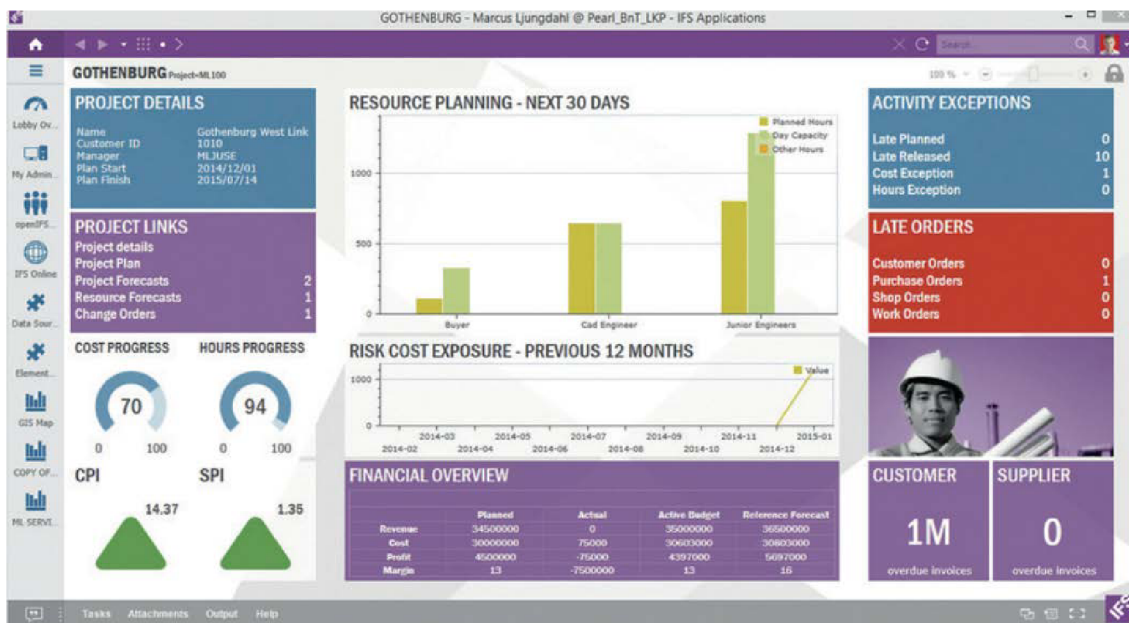 GOTHENBURG - Marcus Ljungdahl @ Pearl_BnT_LKP - IFS Applications
Search
GOTHENBURG Project=ML100
100 %
Lobby Ov...
My Admin...
openIFS...
IFS Online
Data Sour...
Element...
GIS Map
COPY OF...
ML SERVI...
PROJECT DETAILS
Name Gothenburg West Link
Customer ID 1010
Manager MLJUSE
Plan Start 2014/12/01
Plan Finish 2015/07/14
PROJECT LINKS
Project details
Project Plan
Project Forecasts 2
Resource Forecasts 1
Change Orders 1
COST PROGRESS HOURS PROGRESS
70 94
0 100 0 100
CPI SPI
14.37 1.35
RESOURCE PLANNING - NEXT 30 DAYS
Planned Hours
Day Capacity
Other Hours
1000
500
0
Buyer Cad Engineer Junior Engineers
RISK COST EXPOSURE - PREVIOUS 12 MONTHS
Value
1000
0
2014-03 2014-05 2014-07 2014-09 2014-11 2015-01
2014-02 2014-04 2014-06 2014-08 2014-10 2014-12
FINANCIAL OVERVIEW
Planned Actual Active Budget Reference Forecast
Revenue 34500000 0 35000000 36500000
Cost 30000000 75000 30603000 30803000
Profit 4500000 -75000 4397000 5697000
Margin 13 -7500000 13 16
ACTIVITY EXCEPTIONS
Late Planned 0
Late Released 10
Cost Exception 1
Hours Exception 0
LATE ORDERS
Customer Orders 0
Purchase Orders 1
Shop Orders 0
Work Orders 0
CUSTOMER SUPPLIER
1M 0
overdue invoices overdue invoices
Tasks Attachments Output Help
IFS